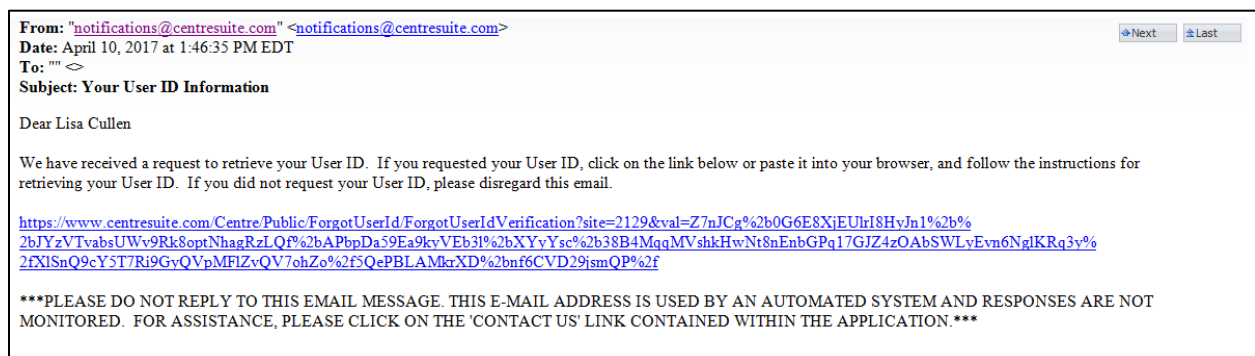 From: "notifications@centresuite.com" <notifications@centresuite.com>
Next Last
Date: April 10, 2017 at 1:46:35 PM EDT
To: "" <>
Subject: Your User ID Information
Dear Lisa Cullen
We have received a request to retrieve your User ID.  If you requested your User ID, click on the link below or paste it into your browser, and follow the instructions for
retrieving your User ID.  If you did not request your User ID, please disregard this email.
https://www.centresuite.com/Centre/Public/ForgotUserId/ForgotUserIdVerification?site=2129&val=Z7nJCg%2b0G6E8XjEUlrI8HyJn1%2b%
2bJYzVTvabsUWv9Rk8optNhagRzLQf%2bAPbpDa59Ea9kyVEb3l%2bXYyYsc%2b38B4MqqMVshkHwNt8nEnbGPq17GJZ4zOAbSWLyEvn6NglKRq3y%
2fXlSnQ9cY5T7Ri9GyQVpMFlZvQV7ohZo%2f5QePBLAMkrXD%2bnf6CVD29jsmQP%2f
***PLEASE DO NOT REPLY TO THIS EMAIL MESSAGE. THIS E-MAIL ADDRESS IS USED BY AN AUTOMATED SYSTEM AND RESPONSES ARE NOT
MONITORED.  FOR ASSISTANCE, PLEASE CLICK ON THE 'CONTACT US' LINK CONTAINED WITHIN THE APPLICATION.***